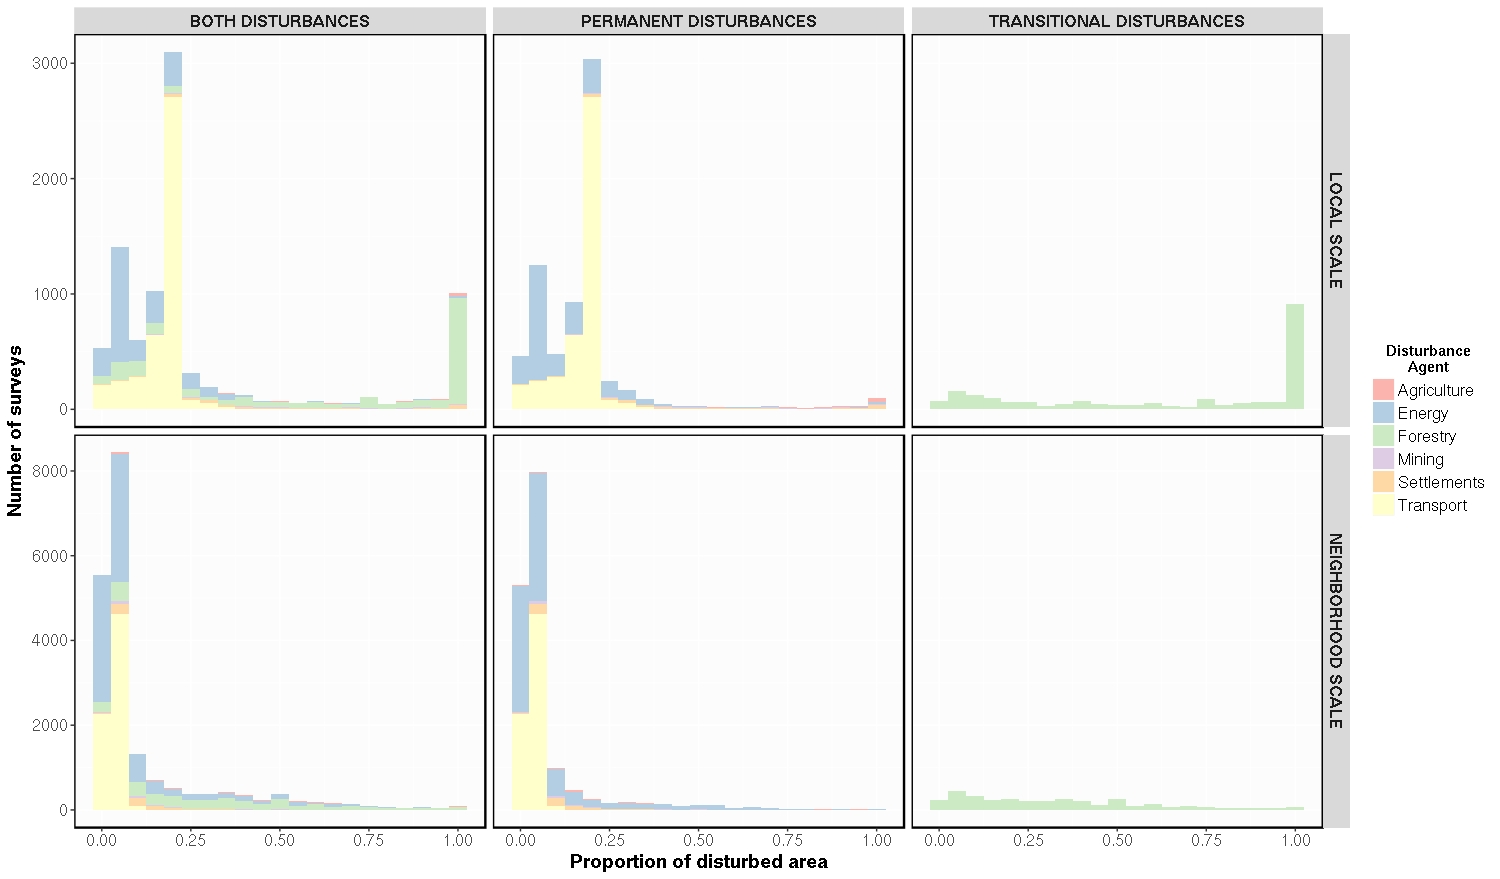 BOTH DISTURBANCES
PERMANENT DISTURBANCES
TRANSITIONAL DISTURBANCES
3000
2000
1000
0
LOCAL SCALE
8000
6000
4000
2000
0
NEIGHBORHOOD SCALE
Number of surveys
0.00 0.25 0.50 0.75 1.00
0.00 0.25 0.50 0.75 1.00
0.00 0.25 0.50 0.75 1.00
Proportion of disturbed area
Disturbance
Agent
Agriculture
Energy
Forestry
Mining
Settlements
Transport